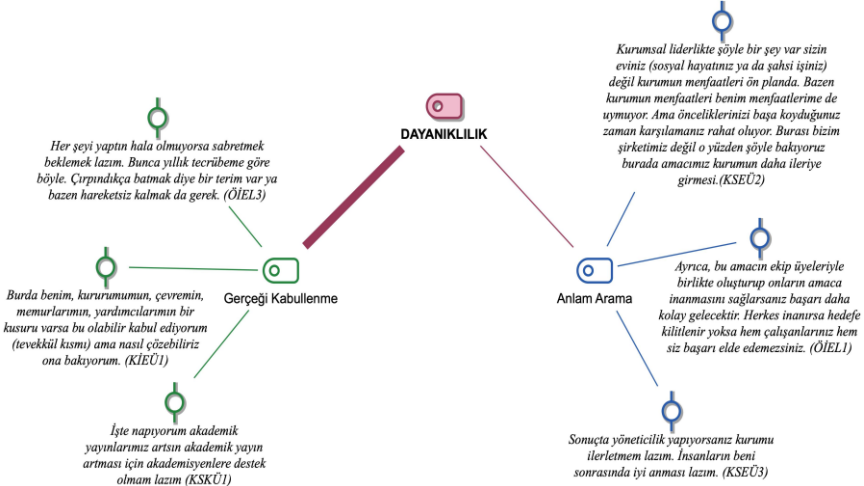 DAYANIKLILIK
Her şeyi yaptın hala olmuyorsa sabretmek
beklemek lazım. Bunca yıllık tecrübeme göre
böyle. Çırpındıkça batmak diye bir terim var ya
bazen hareketsiz kalmak da gerek. (ÖİEL3)
Gerçeği Kabullenme
Burda benim, kururumumun, çevremin,
memurlarımın, yardımcılarımın bir
kusuru varsa bu olabilir kabul ediyorum
(tevekkül kısmı) ama nasıl çözebiliriz
ona bakıyorum. (KİEÜ1)
İşte napıyorum akademik
yayınlarımız artsın akademik yayın
artması için akademisyenlere destek
olmam lazım (KSKÜ1)
Kurumsal liderlikte şöyle bir şey var sizin
eviniz (sosyal hayatınız ya da şahsi işiniz)
değil kurumun menfaatleri ön planda. Bazen
kurumun menfaatleri benim menfaatlerime de
uymuyor. Ama önceliklerinizi başa koyduğunuz
zaman karşılamanız rahat oluyor. Burası bizim
şirketimiz değil o yüzden şöyle bakıyoruz
burada amacımız kurumun daha ileriye
girmesi.(KSEÜ2)
Anlam Arama
Ayrıca, bu amacın ekip üyeleriyle
birlikte oluşturup onların amaca
inanmasını sağlarsanız başarı daha
kolay gelecektir. Herkes inanırsa hedefe
kilitlenir yoksa hem çalışanlarınız hem
siz başarı elde edemezsiniz. (ÖİEL1)
Sonuçta yöneticilik yapıyorsanız kurumu
ilerletmem lazım. İnsanların beni
sonrasında iyi anması lazım. (KSEÜ3)